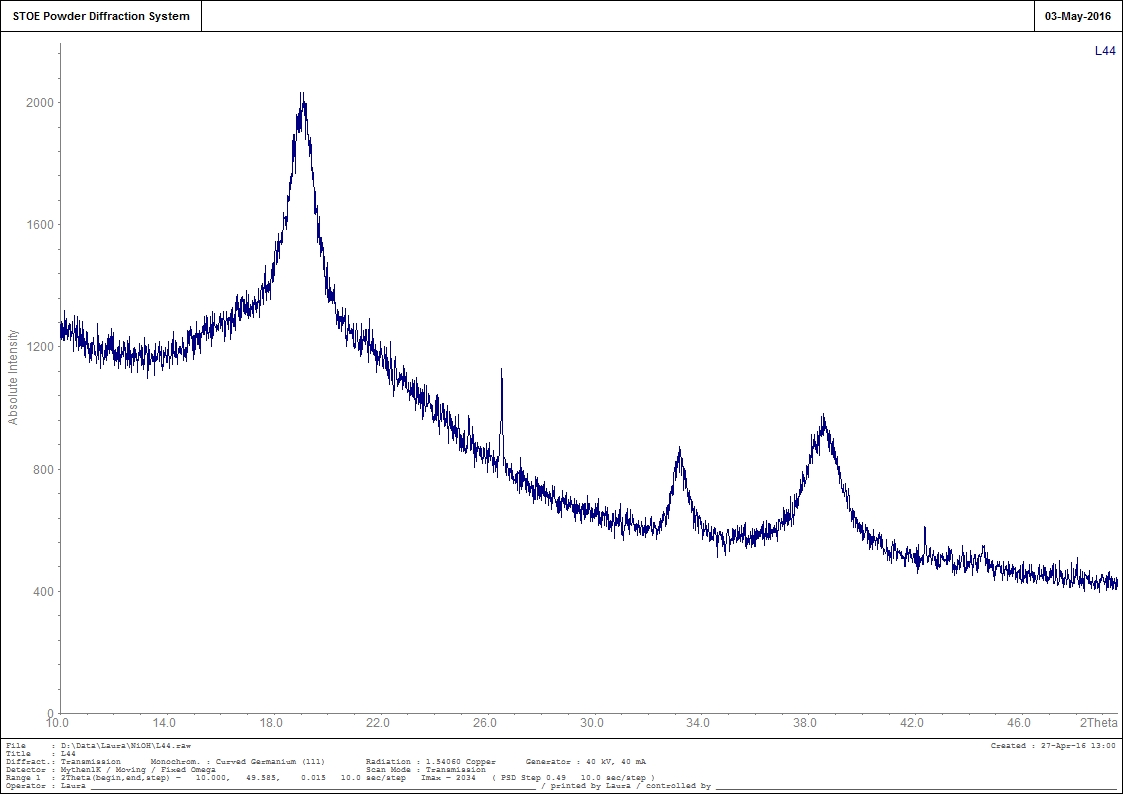 STOE Powder Diffraction System
03-May-2016
L44
2000
1600
1200
800
400
0
Absolute Intensity
10.0 14.0 18.0 22.0 26.0 30.0 34.0 38.0 42.0 46.0 2Theta
File : D:\Data\Laura\NiOH\L44.raw Created : 27-Apr-16 13:00
Title : L44
Diffract.: Transmission Monochrom. : Curved Germanium (111) Radiation : 1.54060 Copper Generator : 40 kV, 40 mA
Detector : Mythen1K / Moving / Fixed Omega Scan Mode : Transmission
Range 1 : 2Theta(begin,end,step) = 10.000, 49.585, 0.015 10.0 sec/step Imax = 2034 ( PSD Step 0.49 10.0 sec/step )
Operator : Laura / printed by Laura / controlled by